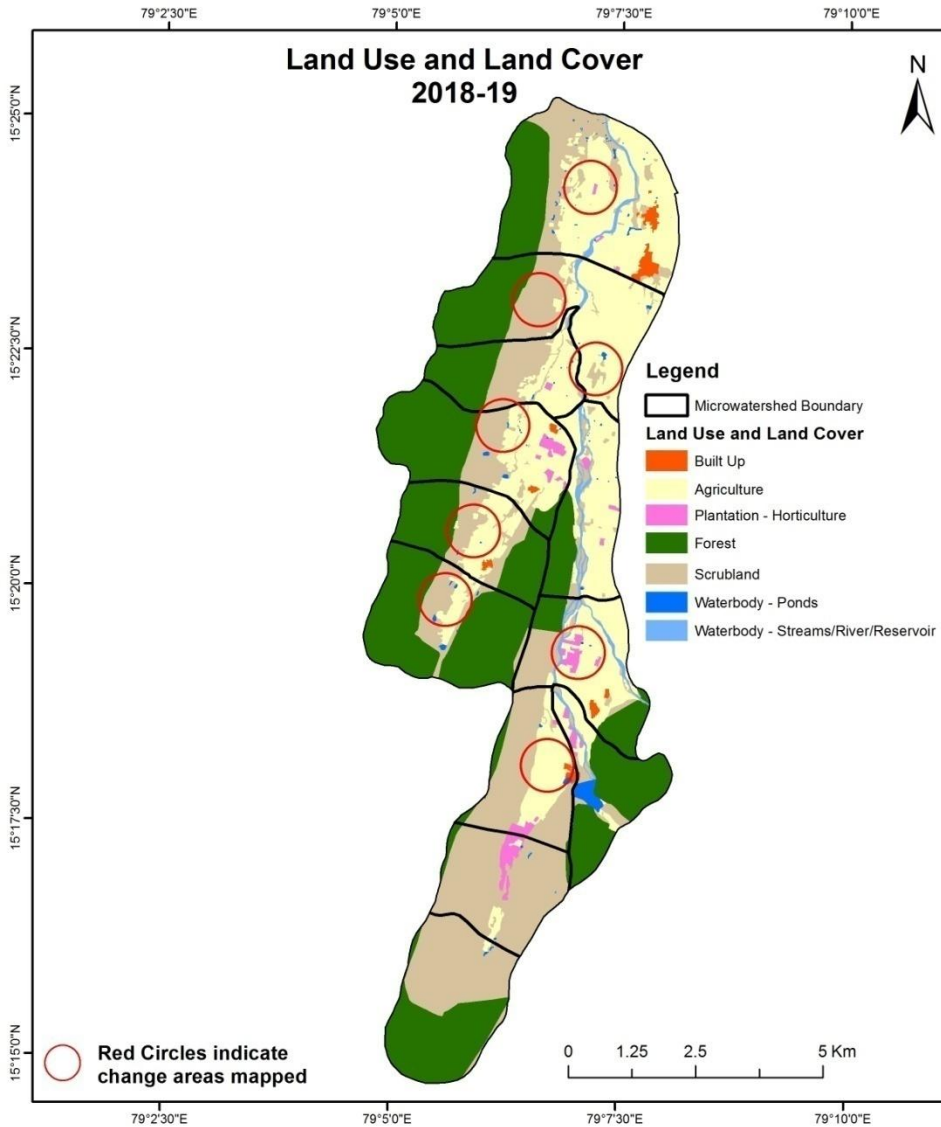 79°2'30"E
79°5'0"E
79°7'30"E
79°10'0"E
Land Use and Land Cover
2018-19
N
15°25'0"N
15°22'30"N
15°20'0"N
15°17'30"N
15°15'0"N
Legend
Microwatershed Boundary
Land Use and Land Cover
Built Up
Agriculture
Plantation - Horticulture
Forest
Scrubland
Waterbody - Ponds
Waterbody - Streams/River/Reservoir
Red Circles indicate
change areas mapped
0 1.25 2.5 5 Km
79°2'30"E
79°5'0"E
79°7'30"E
79°10'0"E